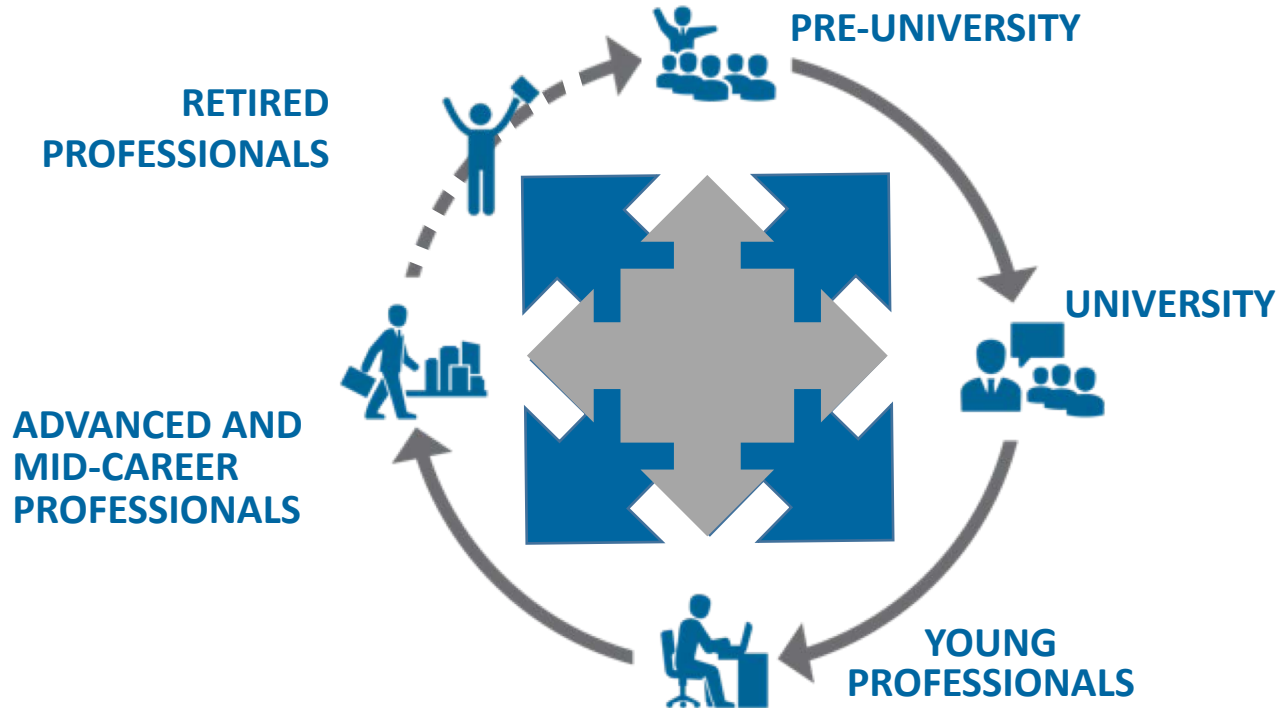 PRE-UNIVERSITY
RETIRED
PROFESSIONALS
UNIVERSITY
ADVANCED AND
MID-CAREER
PROFESSIONALS
YOUNG
PROFESSIONALS